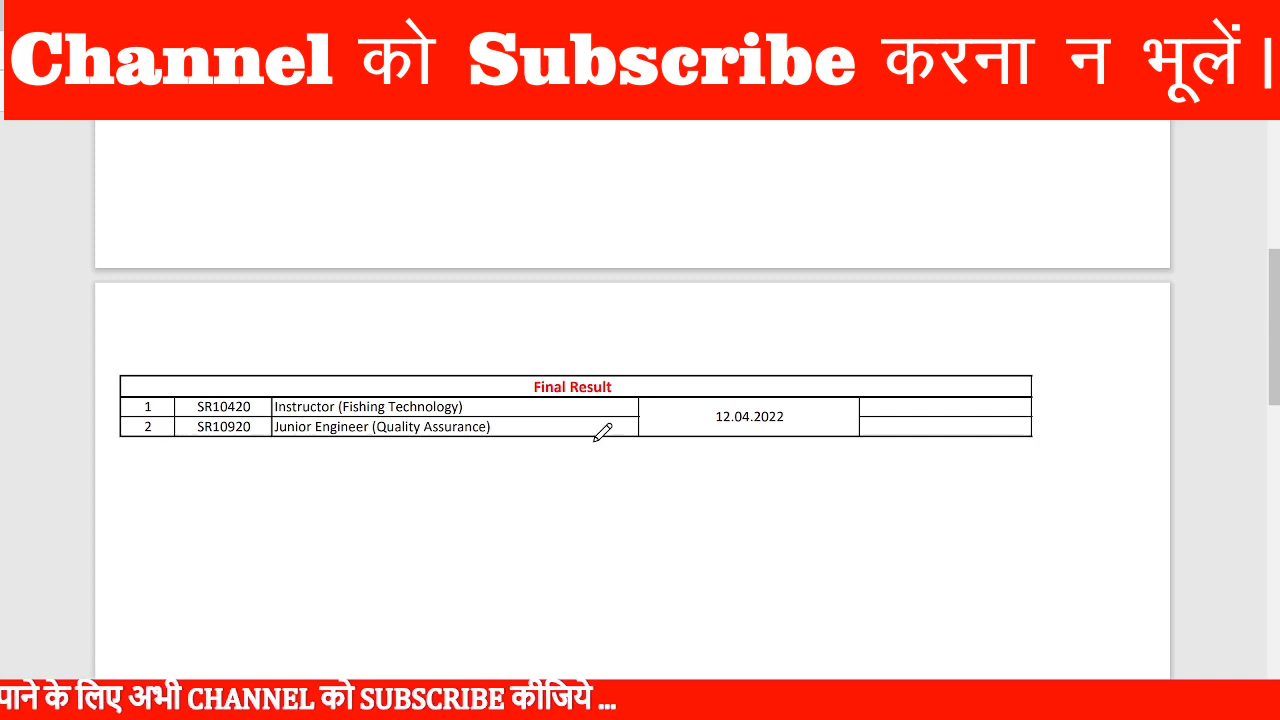 Channel को Subscribe करना न भूलें।
Final Result
1 SR10420 Instructor (Fishing Technology) 12.04.2022
2 SR10920 Junior Engineer (Quality Assurance)
पाने के लिए अभी CHANNEL को SUBSCRIBE कीजिये ...